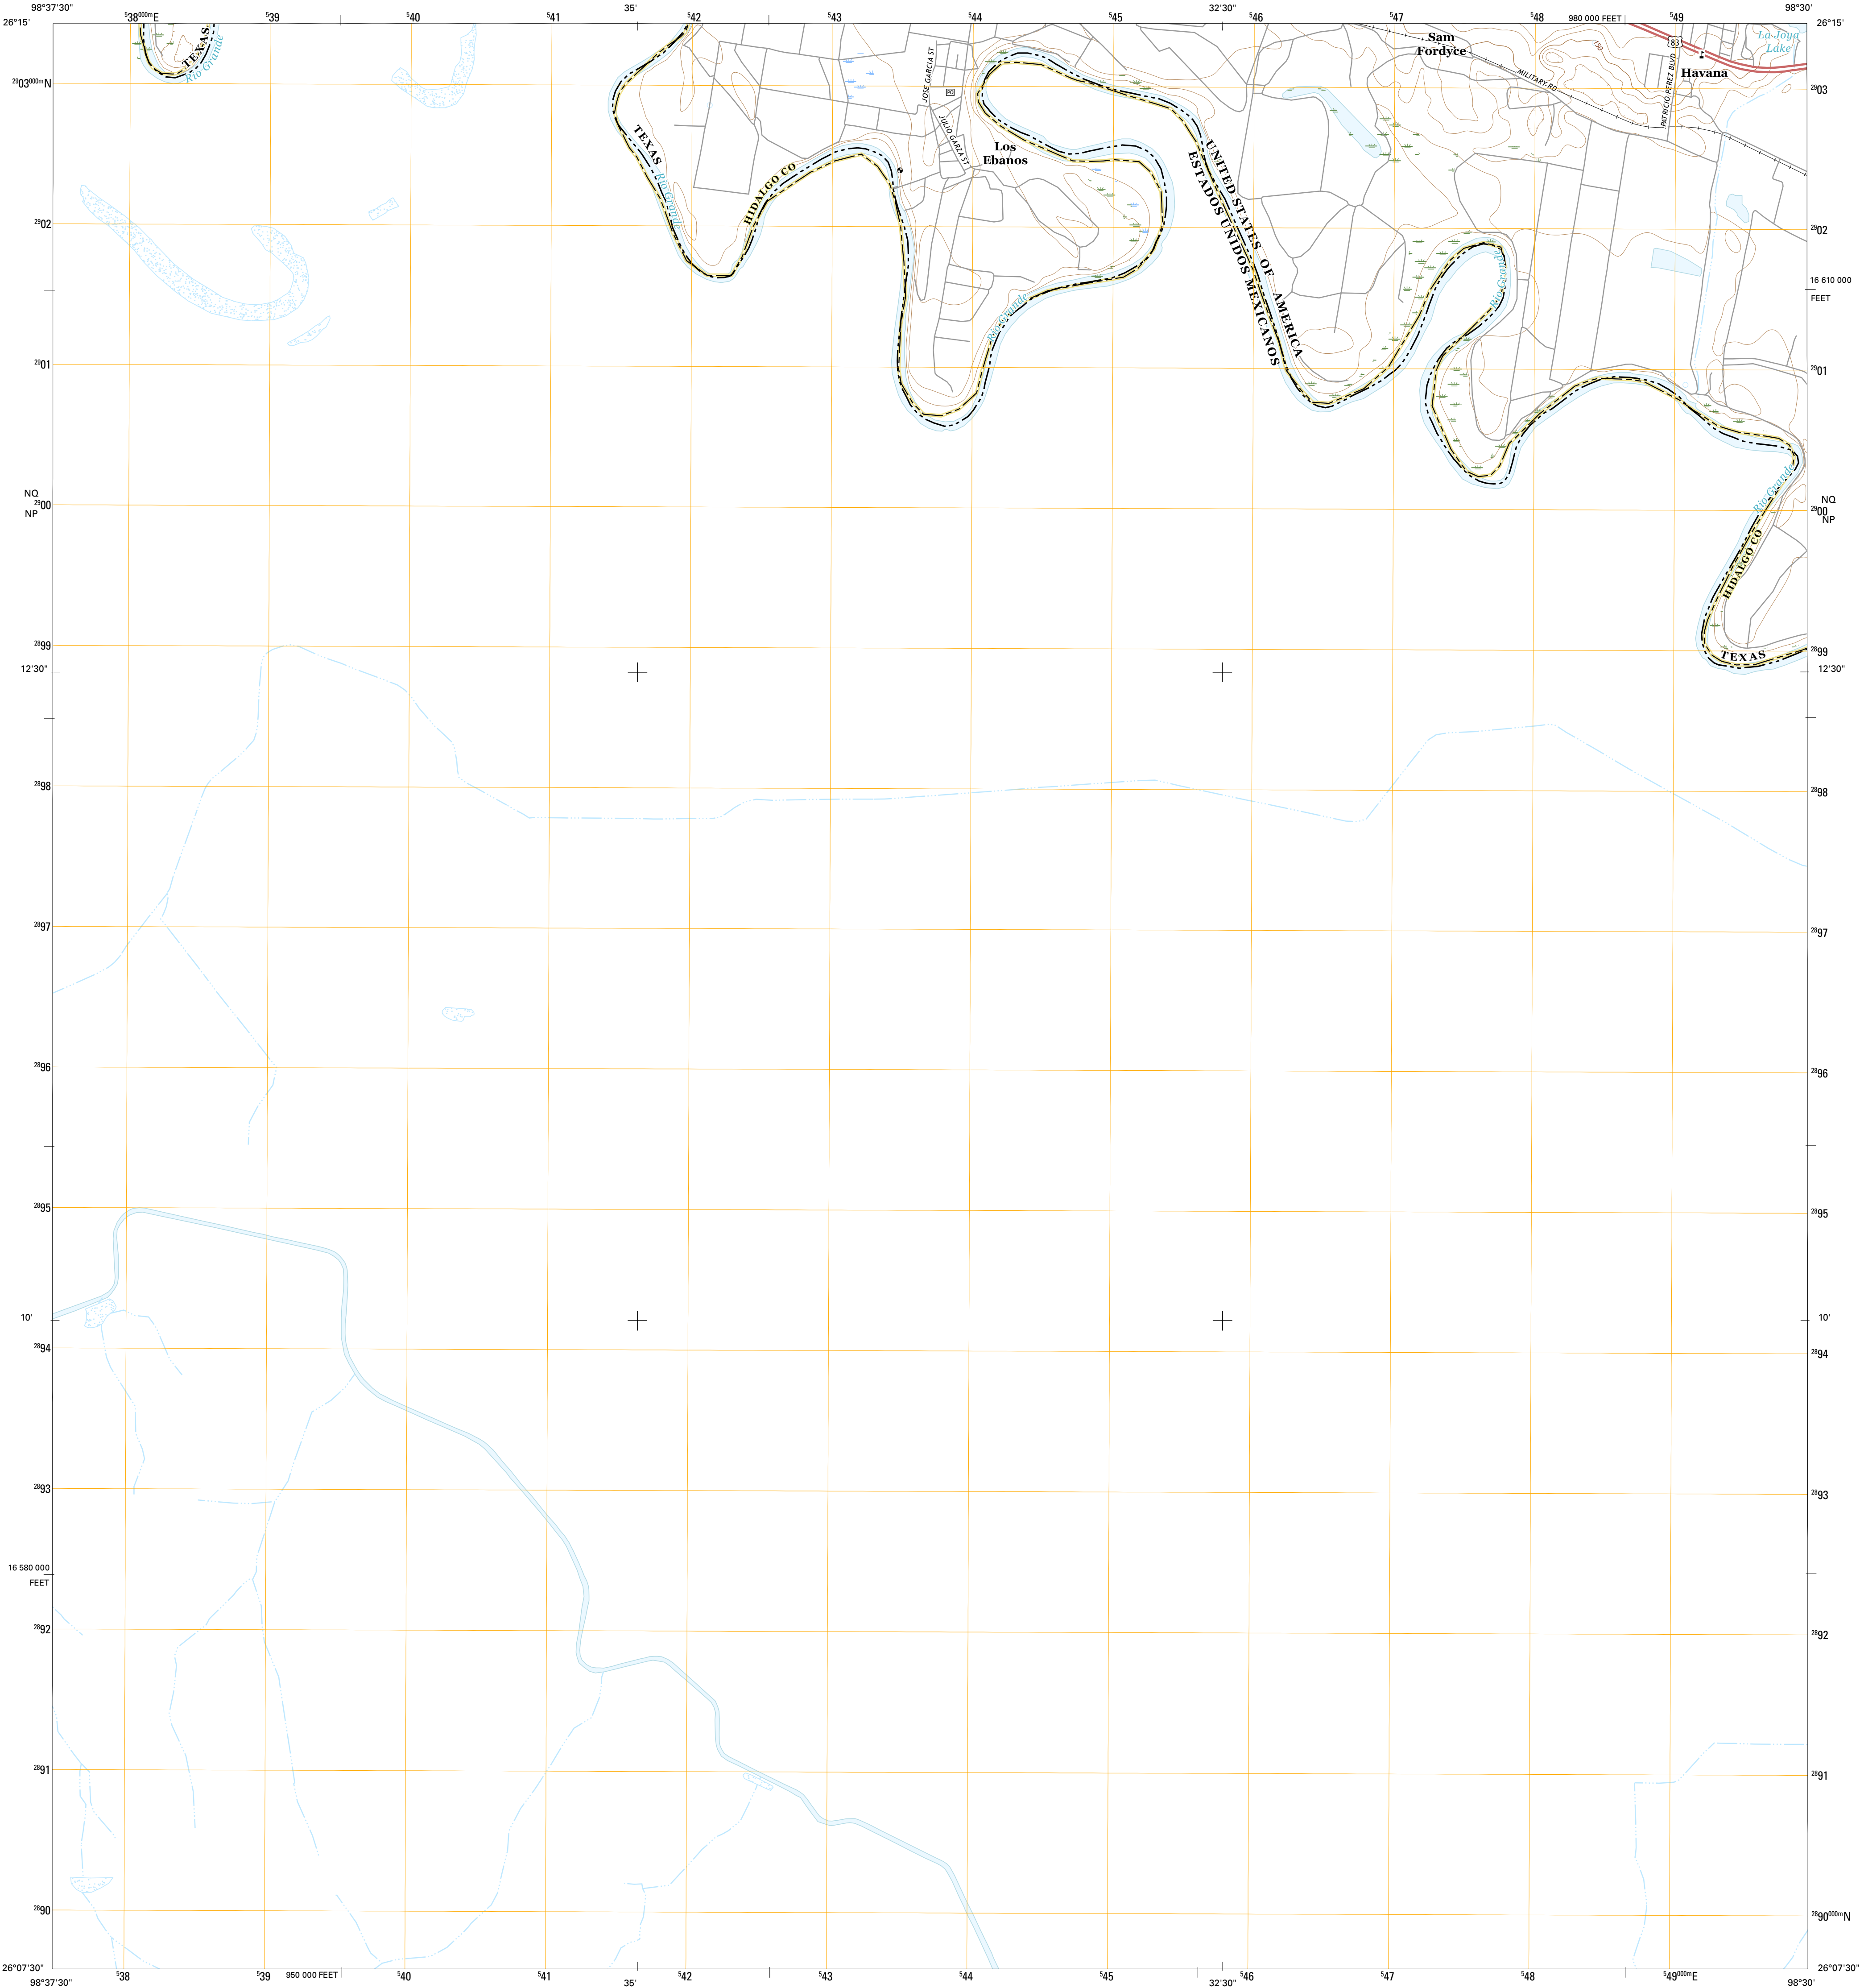 98°37'30"
⁵38⁰⁰⁰ᵐE
⁵39
⁵40
⁵41
35'
⁵42
⁵43
⁵44
⁵45
32'30"
⁵46
⁵47
⁵48
980 000 FEET
⁵49
98°30'
26°15'
26°15'
TEXAS
Rio Grande
Sam
Fordyce
150
83
Havana
La Joya
Lake
MILITARY RD
PATRICIO PEREZ BLVD
²⁹03⁰⁰⁰ᵐN
²⁹03
JOSE GARCIA ST
PO
JULIO GARZA ST
Los
Ebanos
TEXAS
Rio Grande
HIDALGO CO
UNITED STATES OF AMERICA
ESTADOS UNIDOS MEXICANOS
²⁹02
²⁹02
Rio Grande
Rio Grande
16 610 000
FEET
²⁹01
²⁹01
Rio Grande
NQ
NP
²⁹00
NQ
²⁹00
NP
HIDALGO CO
TEXAS
²⁸99
²⁸99
12'30"
12'30"
²⁸98
²⁸98
²⁸97
²⁸97
²⁸96
²⁸96
²⁸95
²⁸95
10'
10'
²⁸94
²⁸94
²⁸93
²⁸93
16 580 000
FEET
²⁸92
²⁸92
²⁸91
²⁸91
²⁸90
²⁸90⁰⁰⁰ᵐN
26°07'30"
26°07'30"
98°37'30"
⁵38
⁵39
950 000 FEET
⁵40
⁵41
35'
⁵42
⁵43
⁵44
⁵45
32'30"
⁵46
⁵47
⁵48
⁵49⁰⁰⁰ᵐE
98°30'